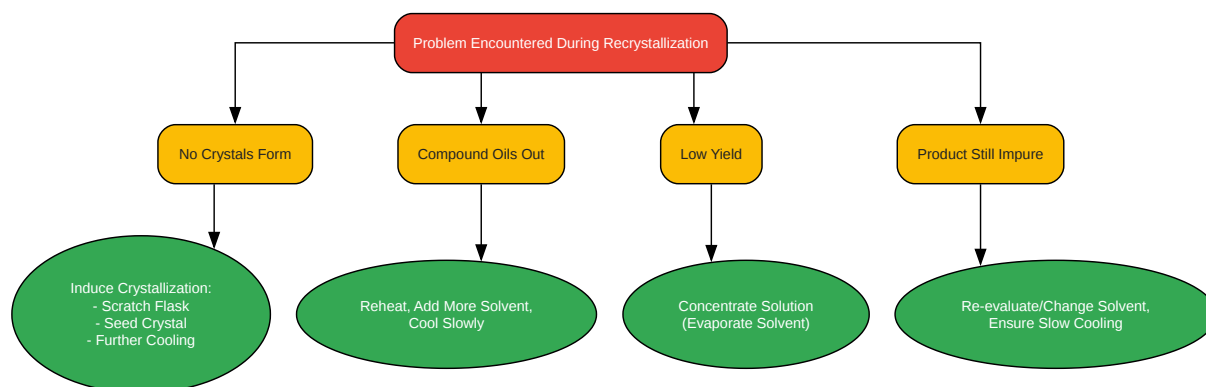 Problem Encountered During Recrystallization
No Crystals Form
Compound Oils Out
Low Yield
Product Still Impure
Induce Crystallization:
- Scratch Flask
- Seed Crystal
- Further Cooling
Reheat, Add More Solvent,
Cool Slowly
Concentrate Solution
(Evaporate Solvent)
Re-evaluate/Change Solvent,
Ensure Slow Cooling